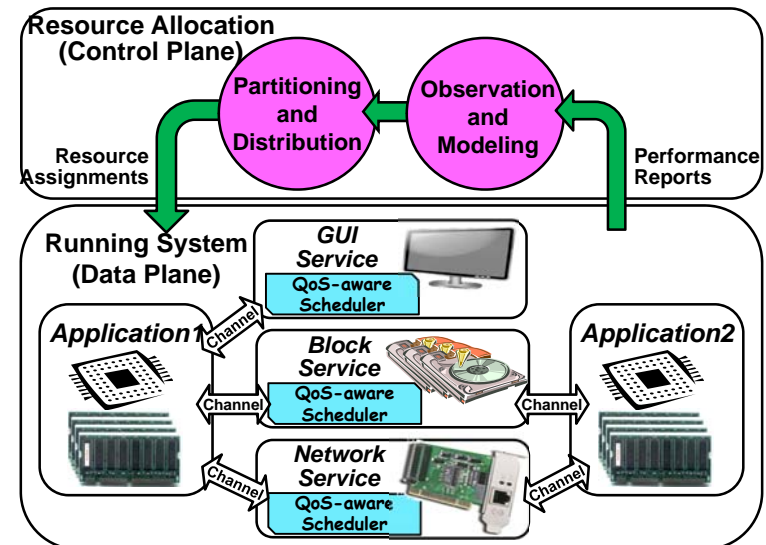 Resource Allocation
(Control Plane)
Partitioning
and
Distribution
Observation
and
Modeling
Resource
Assignments
Performance
Reports
Running System
(Data Plane)
GUI
Service
QoS-aware
Scheduler
Application1
Channel
Block
Service
QoS-aware
Scheduler
Application2
Channel
Channel
Network
Service
QoS-aware
Scheduler
Channel
Channel